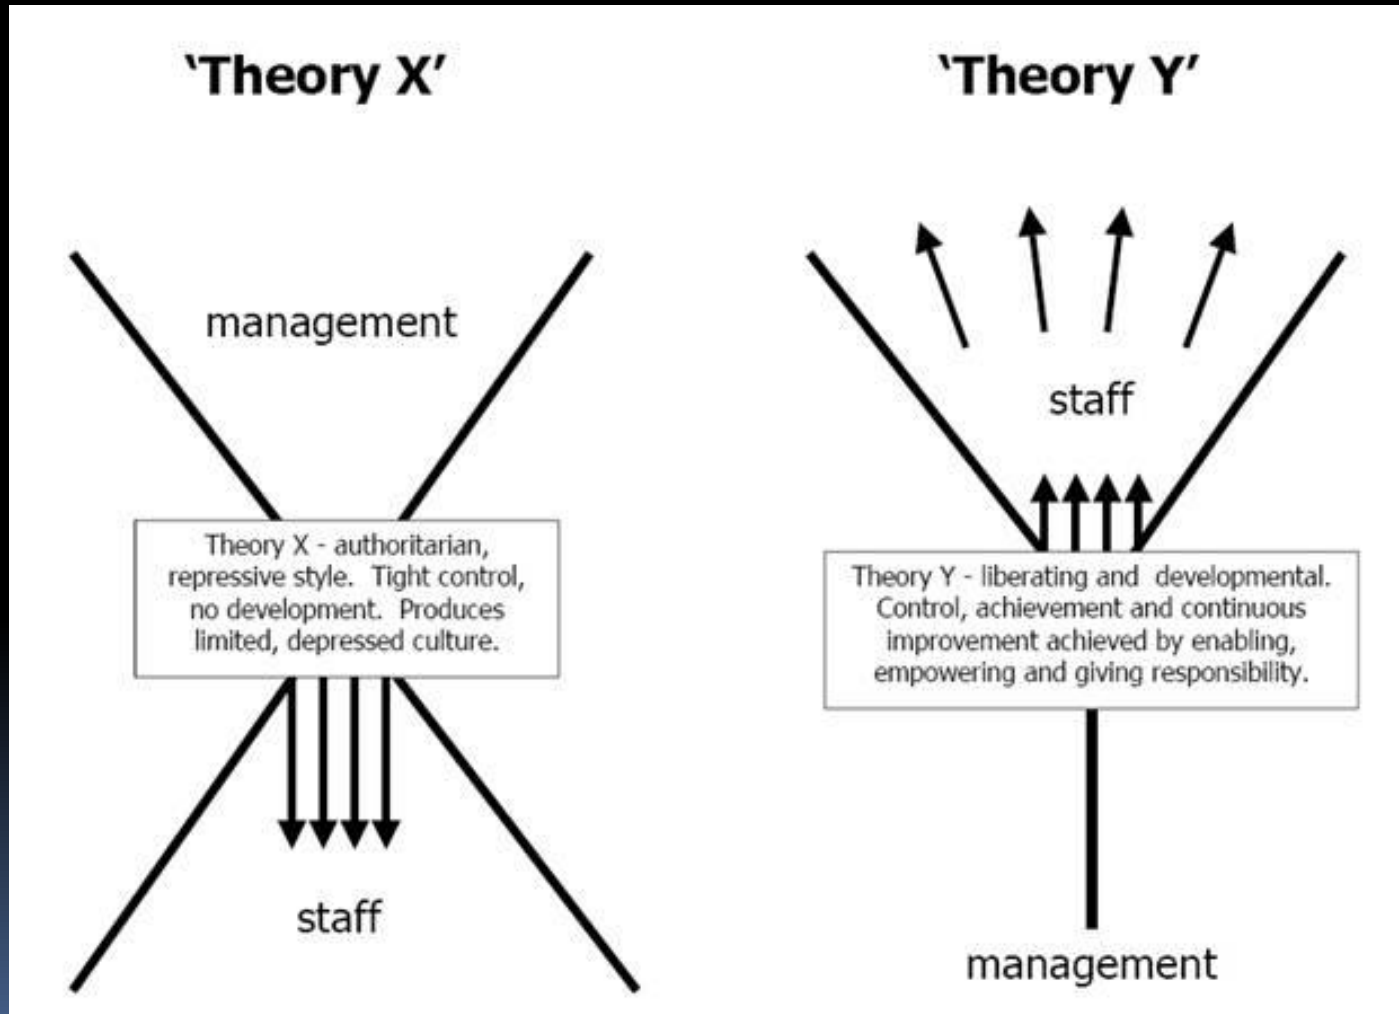 ‘Theory X’
management
Theory X - authoritarian,
repressive style. Tight control,
no development. Produces
limited, depressed culture.
staff
‘Theory Y’
staff
Theory Y - liberating and developmental.
Control, achievement and continuous
improvement achieved by enabling,
empowering and giving responsibility.
management